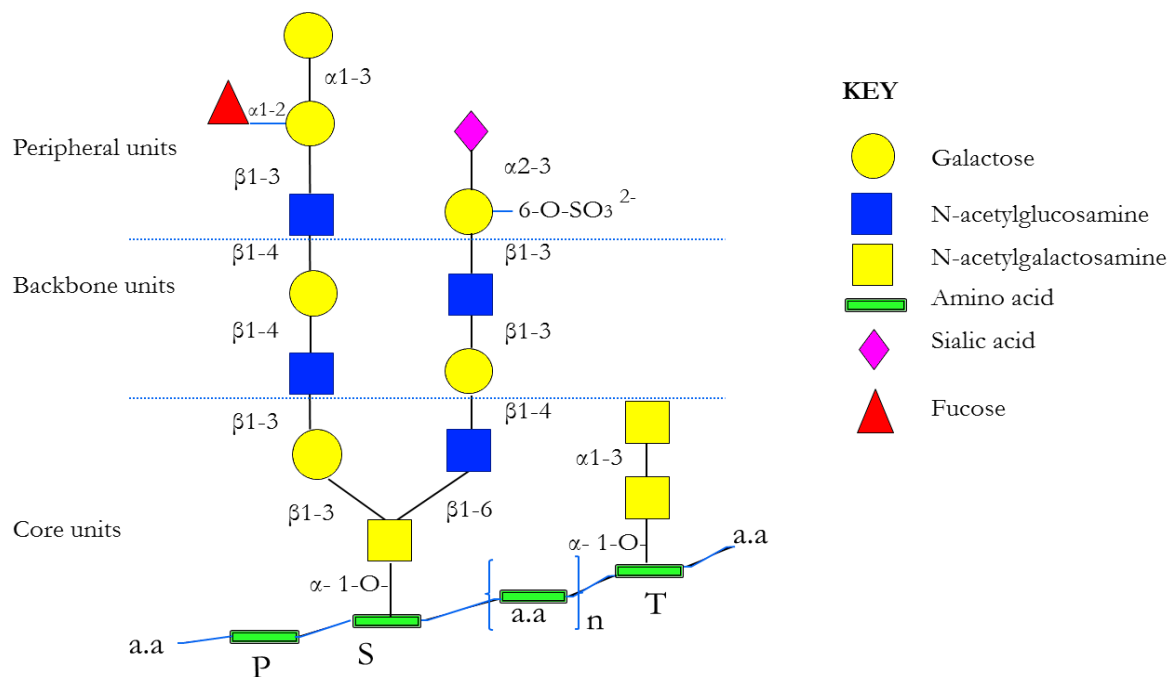 α1-3
KEY
α1-2
Peripheral units
Galactose
β1-3
α2-3
6-O-SO3 2-
N-acetylglucosamine
β1-4
β1-3
N-acetylgalactosamine
Backbone units
Amino acid
β1-4
β1-3
Sialic acid
β1-3
β1-4
Fucose
α1-3
β1-3
β1-6
Core units
α- 1-O-
a.a
α- 1-O-
a.a
n
T
a.a
P
S